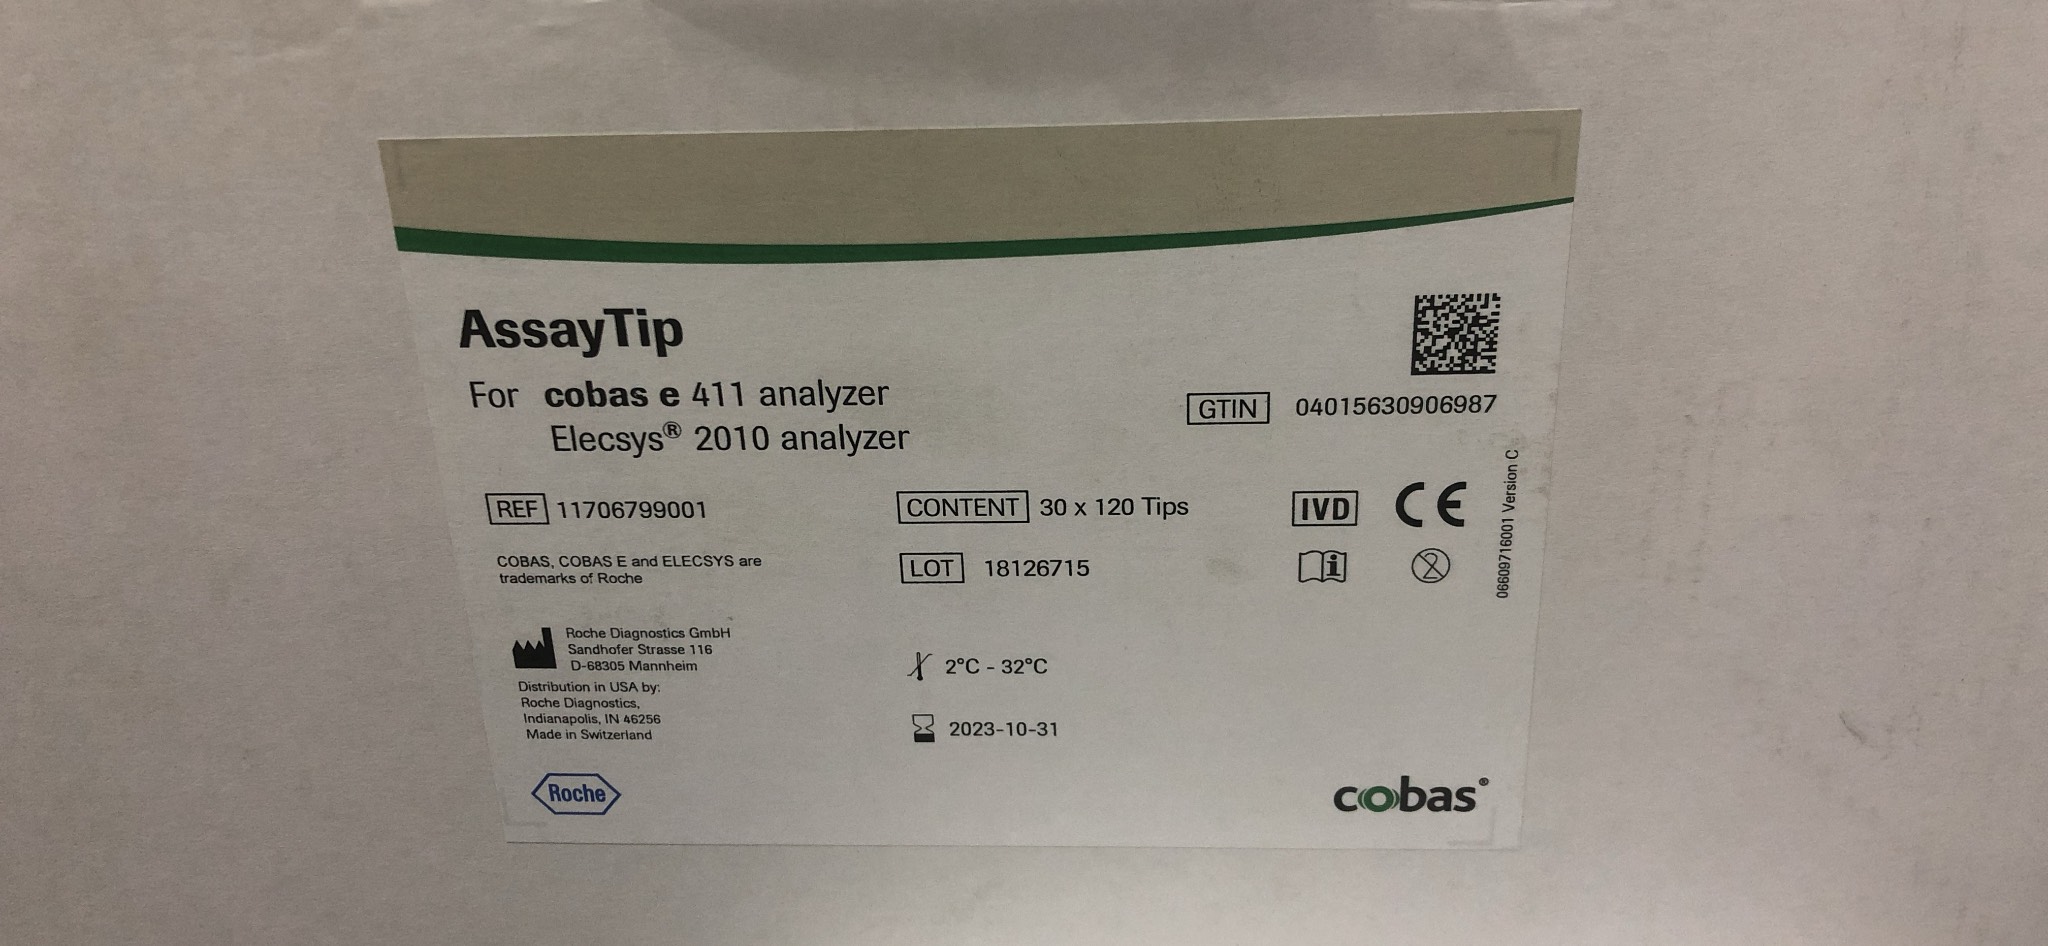 AssayTip
For cobas e 411 analyzer
Elecsys® 2010 analyzer
GTIN 04015630906987
REF 11706799001
CONTENT 30 x 120 Tips
IVD CE
COBAS, COBAS E and ELECSYS are
trademarks of Roche
LOT 18126715
i
2
06609716001 Version C
Roche Diagnostics GmbH
Sandhofer Strasse 116
D-68305 Mannheim
Distribution in USA by:
Roche Diagnostics,
Indianapolis, IN 46256
Made in Switzerland
2°C - 32°C
2023-10-31
Roche
cobas®